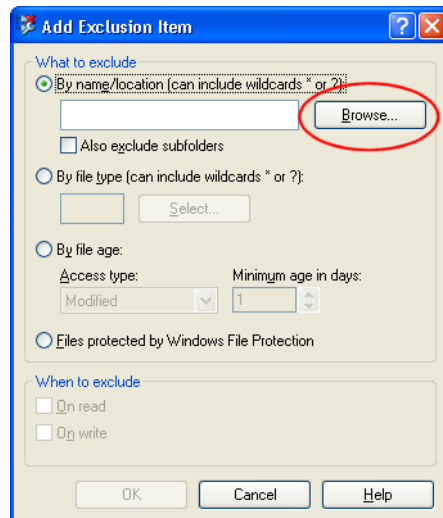 Add Exclusion Item
What to exclude
By name/location (can include wildcards * or ?):
Browse...
Also exclude subfolders
By file type (can include wildcards * or ?):
Select...
By file age:
Access type: Minimum age in days:
Modified 1
Files protected by Windows File Protection
When to exclude
On read
On write
OK Cancel Help